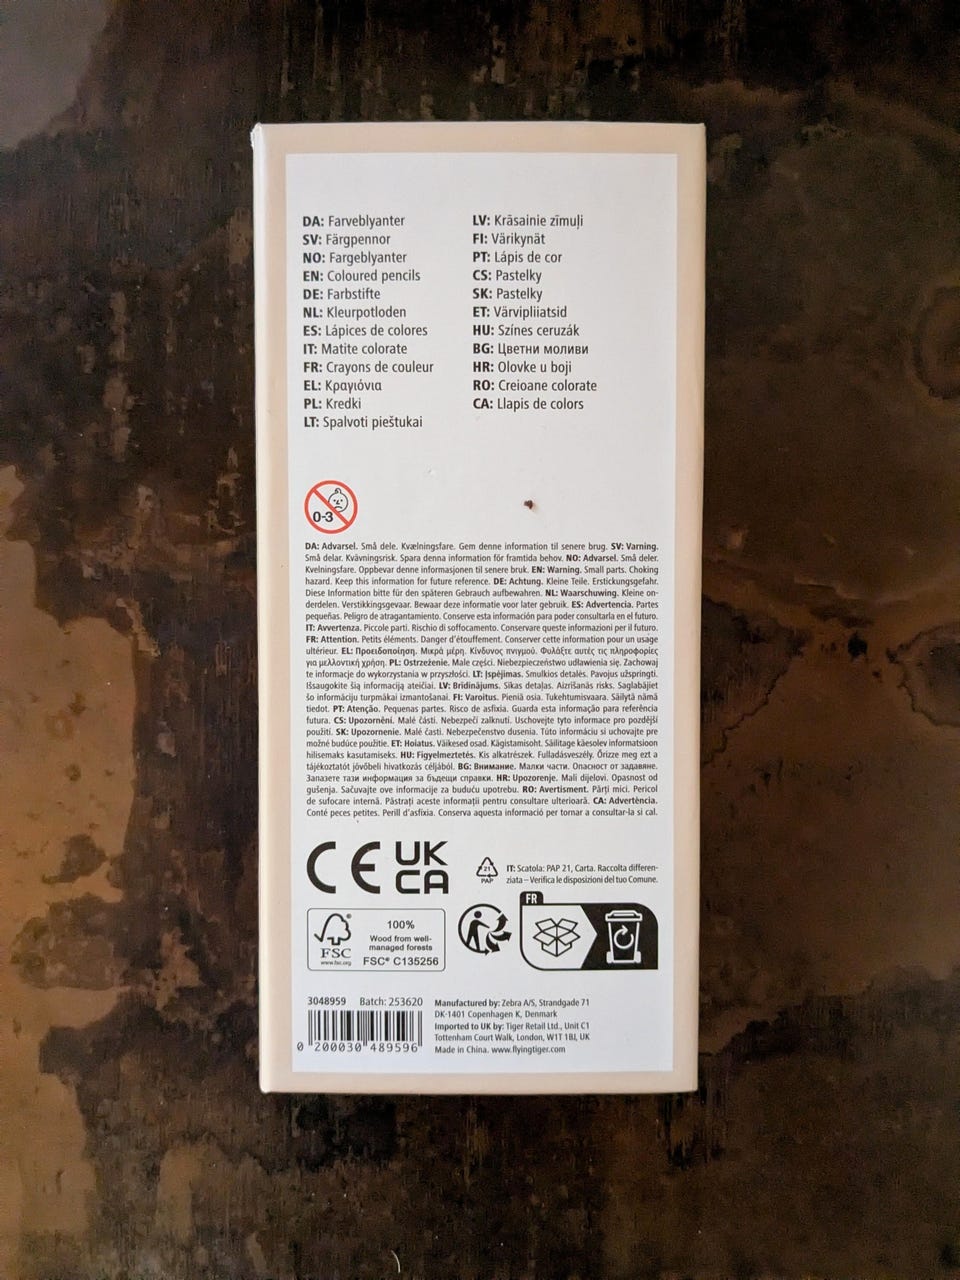 DA: Farveblyanter
SV: Färgpennor
NO: Fargeblyanter
EN: Coloured pencils
DE: Farbstifte
NL: Kleurpotloden
ES: Lápices de colores
IT: Matite colorate
FR: Crayons de couleur
EL: Κραγιόνια
PL: Kredki
LT: Spalvoti pieštukai
LV: Krāsainie zīmuļi
FI: Värikynät
PT: Lápis de cor
CS: Pastelky
SK: Pastelky
ET: Värvipliiatsid
HU: Színes ceruzák
BG: Цветни моливи
HR: Olovke u boji
RO: Creioane colorate
CA: Llapis de colors
0-3
DA: Advarsel. Små dele. Kvælningsfare. Gem denne information til senere brug. SV: Varning.
Små delar. Kvävningsrisk. Spara denna information för framtida behov. NO: Advarsel. Små deler.
Kvelningsfare. Oppbevar denne informasjonen til senere bruk. EN: Warning. Small parts. Choking
hazard. Keep this information for future reference. DE: Achtung. Kleine Teile. Erstickungsgefahr.
Diese Information bitte für den späteren Gebrauch aufbewahren. NL: Waarschuwing. Kleine on-
derdelen. Verstikkingsgevaar. Bewaar deze informatie voor later gebruik. ES: Advertencia. Partes
pequeñas. Peligro de atragantamiento. Conserve esta información para poder consultarla en el futuro.
IT: Avvertenza. Piccole parti. Rischio di soffocamento. Conservare queste informazioni per il futuro.
FR: Attention. Petits éléments. Danger d'étouffement. Conserver cette information pour un usage
ultérieur. EL: Προειδοποίηση. Μικρά μέρη. Κίνδυνος πνιγμού. Φυλάξτε αυτές τις πληροφορίες
για μελλοντική χρήση. PL: Ostrzeżenie. Małe części. Niebezpieczeństwo udławienia się. Zachowaj
te informacje do wykorzystania w przyszłości. LT: Įspėjimas. Smulkios detalės. Pavojus užspringti.
Išsaugokite šią informaciją ateičiai. LV: Brīdinājums. Sīkas detaļas. Aizrīšanās risks. Saglabājiet
šo informāciju turpmākai izmantošanai. FI: Varoitus. Pieniä osia. Tukehtumisvaara. Säilytä nämä
tiedot. PT: Atenção. Pequenas partes. Risco de asfixia. Guarda esta informação para referência
futura. CS: Upozornění. Malé části. Nebezpečí zalknutí. Uschovejte tyto informace pro pozdější
použití. SK: Upozornenie. Malé časti. Nebezpečenstvo dusenia. Túto informáciu si uchovajte pre
možné budúce použitie. ET: Hoiatus. Väikesed osad. Kägistamisoht. Säilitage käesolev informatsioon
hilisemaks kasutamiseks. HU: Figyelmeztetés. Kis alkatrészek. Fulladásveszély. Őrizze meg ezt a
tájékoztatót jövőbeli hivatkozás céljából. BG: Внимание. Малки части. Опасност от задавяне.
Запазете тази информация за бъдещи справки. HR: Upozorenje. Mali dijelovi. Opasnost od
gušenja. Sačuvajte ove informacije za buduću upotrebu. RO: Avertisment. Părți mici. Pericol
de sufocare internă. Păstrați aceste informații pentru consultare ulterioară. CA: Advertència.
Conté peces petites. Perill d'asfíxia. Conserva aquesta informació per tornar a consultar-la si cal.
CE UK
CA
21
PAP
IT: Scatola: PAP 21, Carta. Raccolta differen-
ziata – Verifica le disposizioni del tuo Comune.
FSC
www.fsc.org
100%
Wood from well-
managed forests
FSC® C135256
FR
3048959 Batch: 253620
0 200030 489596
Manufactured by: Zebra A/S, Strandgade 71
DK-1401 Copenhagen K, Denmark
Imported to UK by: Tiger Retail Ltd., Unit C1
Tottenham Court Walk, London, W1T 1BJ, UK
Made in China. www.flyingtiger.com